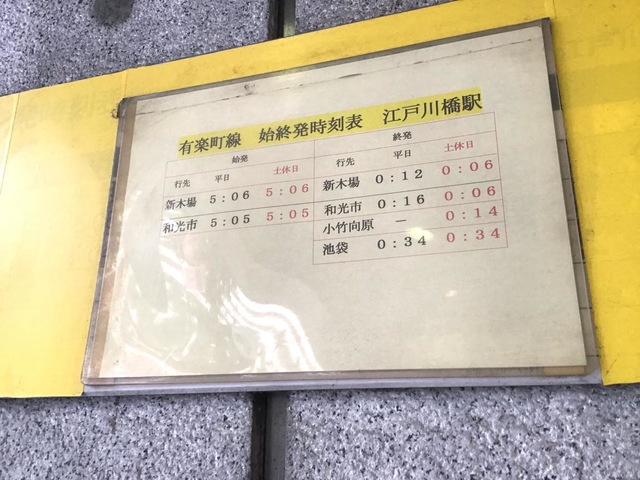 有楽町線　始終発時刻表　江戸川橋駅
始発
行先 平日 土休日
新木場 5:06 5:06
和光市 5:05 5:05
終発
行先 平日 土休日
新木場 0:12 0:06
和光市 0:16 0:06
小竹向原 － 0:14
池袋 0:34 0:34